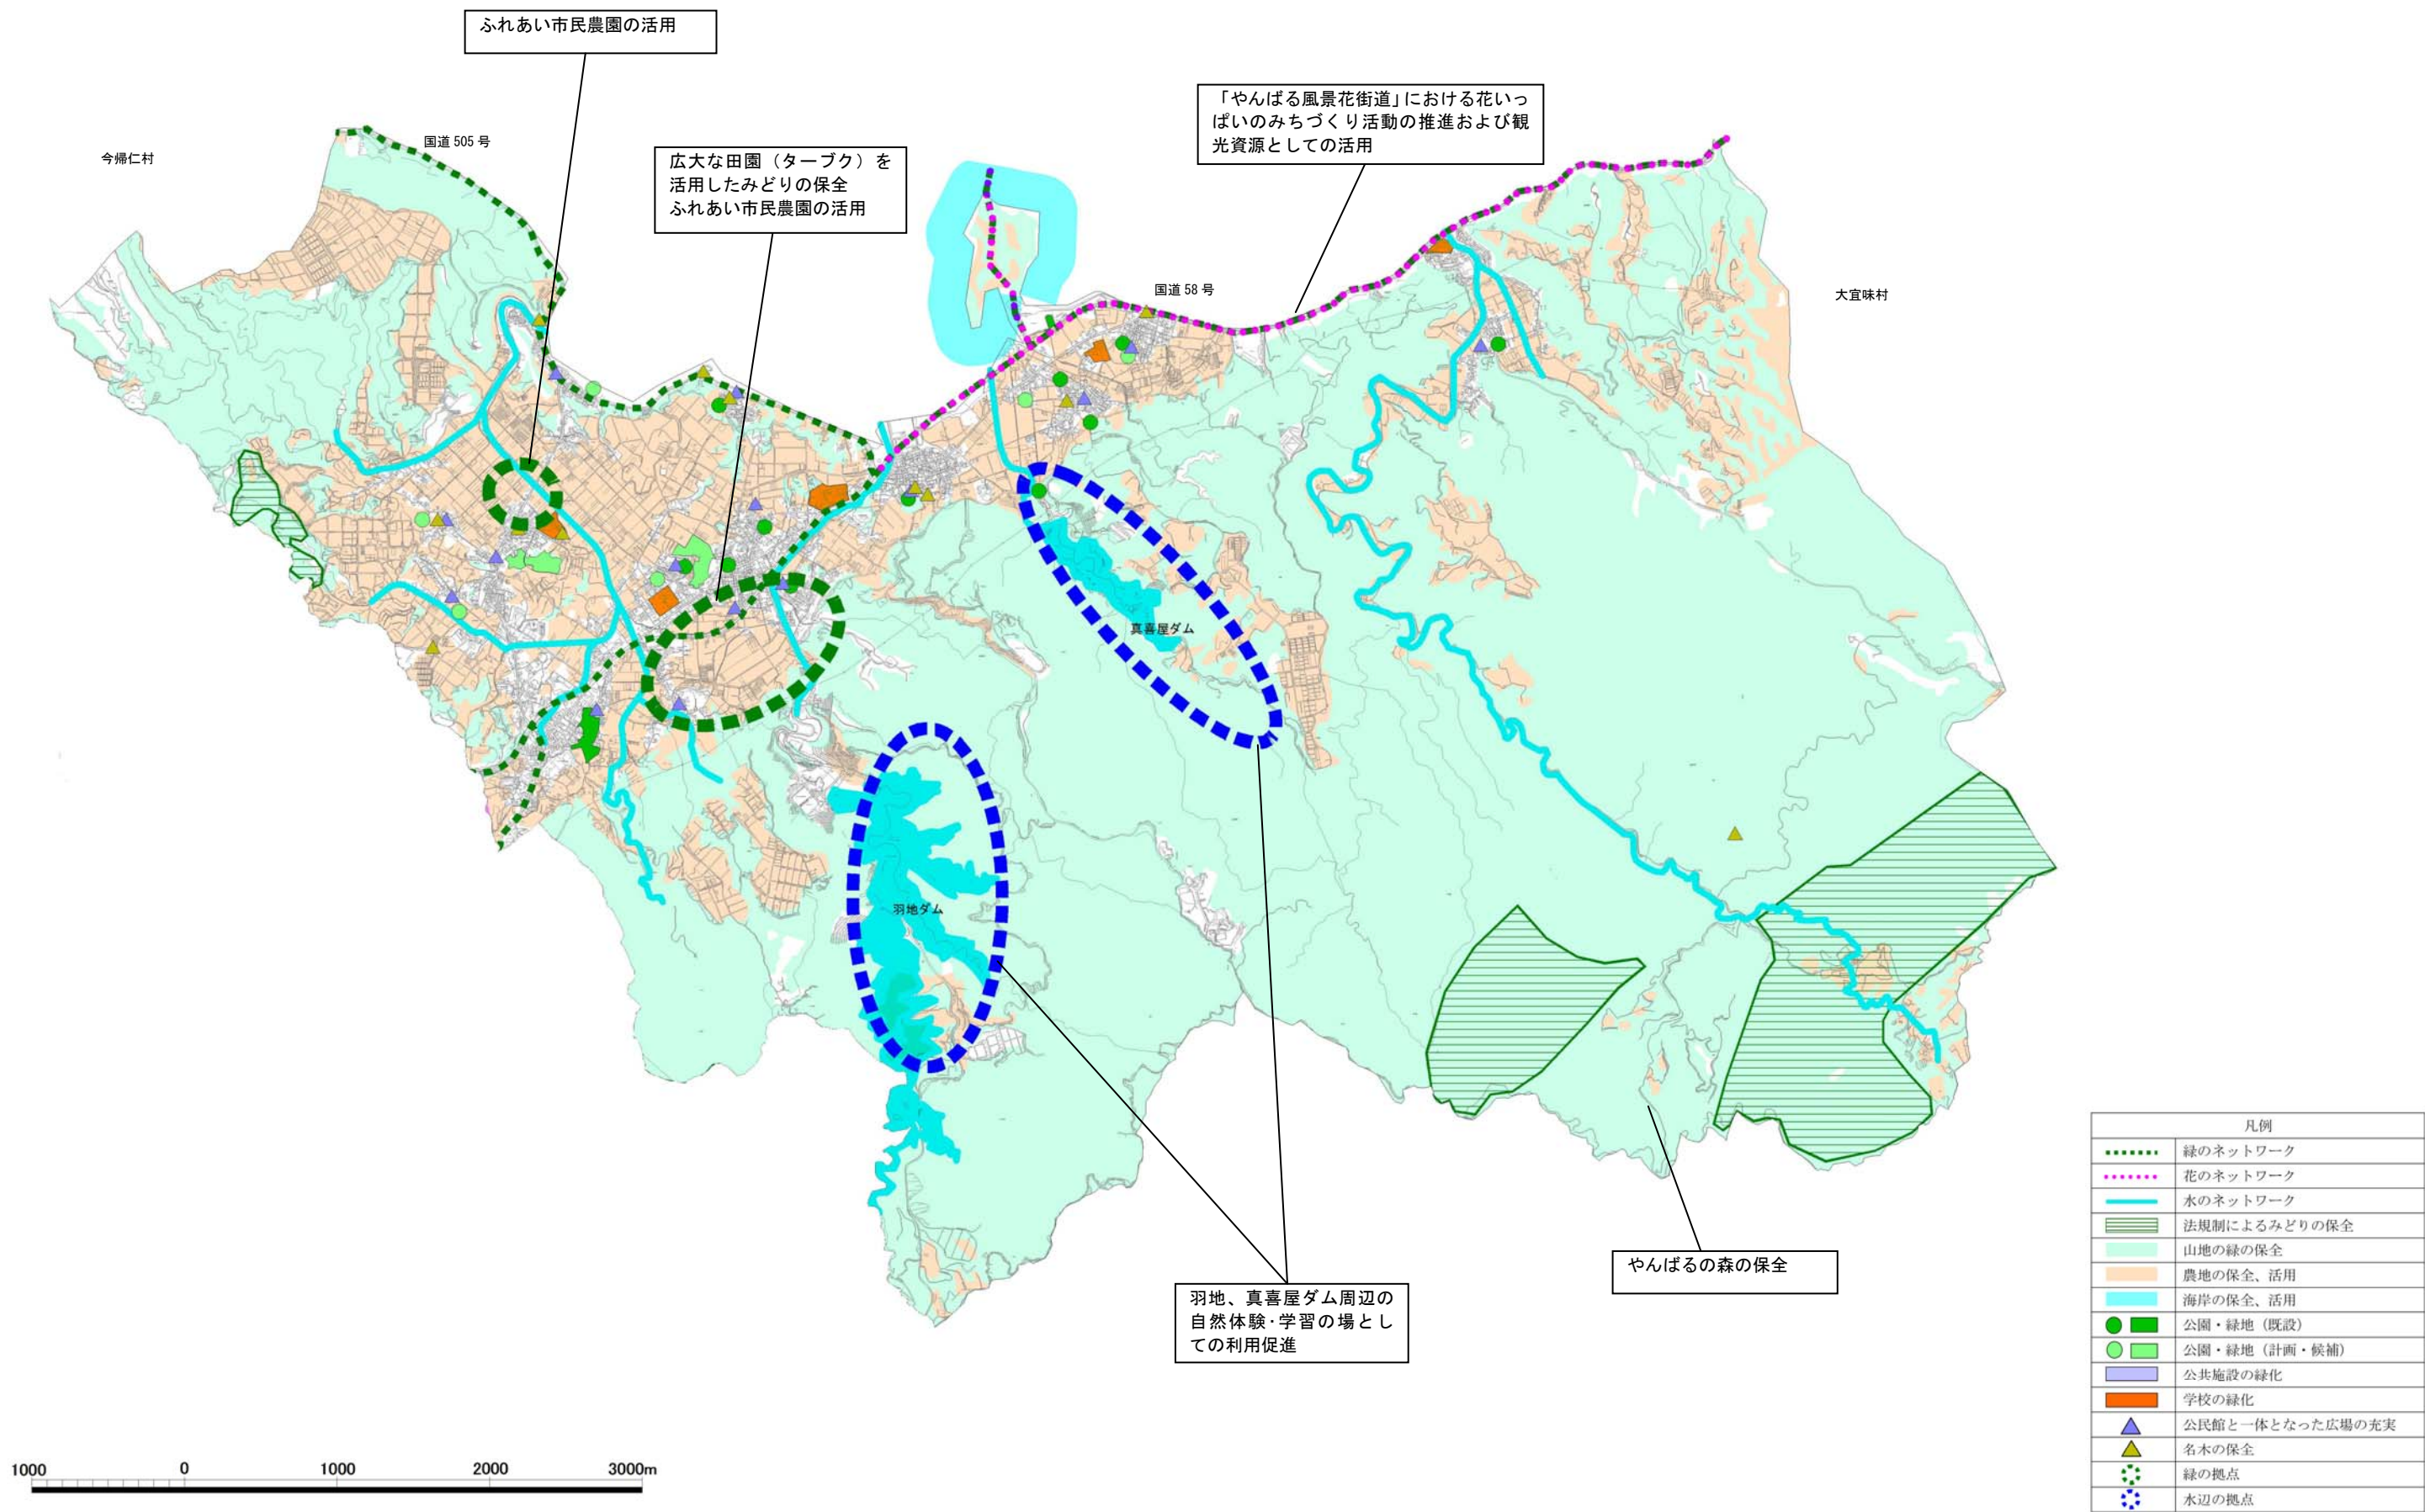 ふれあい市民農園の活用
「やんばる風景花街道」における花いっ
ぱいのみちづくり活動の推進および観
光資源としての活用
国道 505 号
今帰仁村
広大な田園（ターブク）を
活用したみどりの保全
ふれあい市民農園の活用
国道 58 号
大宜味村
真喜屋ダム
羽地ダム
やんばるの森の保全
羽地、真喜屋ダム周辺の
自然体験・学習の場とし
ての利用促進
凡例
緑のネットワーク
花のネットワーク
水のネットワーク
法規制によるみどりの保全
山地の緑の保全
農地の保全、活用
海岸の保全、活用
公園・緑地（既設）
公園・緑地（計画・候補）
公共施設の緑化
学校の緑化
公民館と一体となった広場の充実
名木の保全
緑の拠点
水辺の拠点
1000 0 1000 2000 3000m